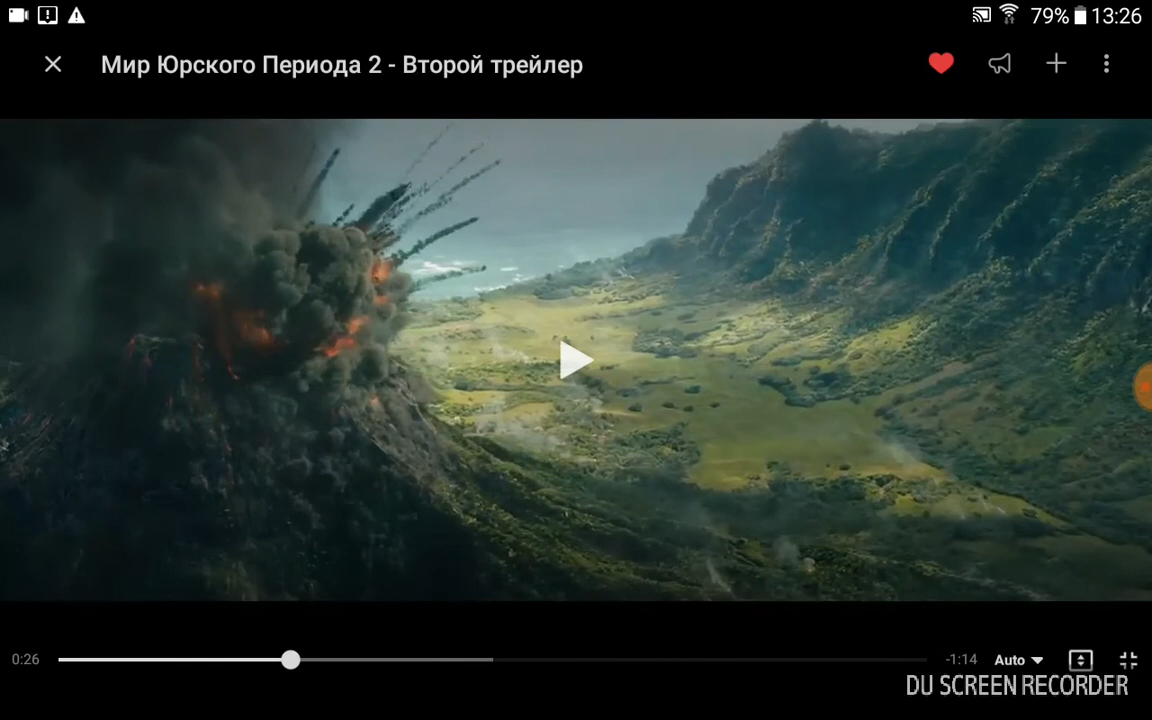 79% 13:26
Мир Юрского Периода 2 - Второй трейлер
0:26 -1:14 Auto
DU SCREEN RECORDER